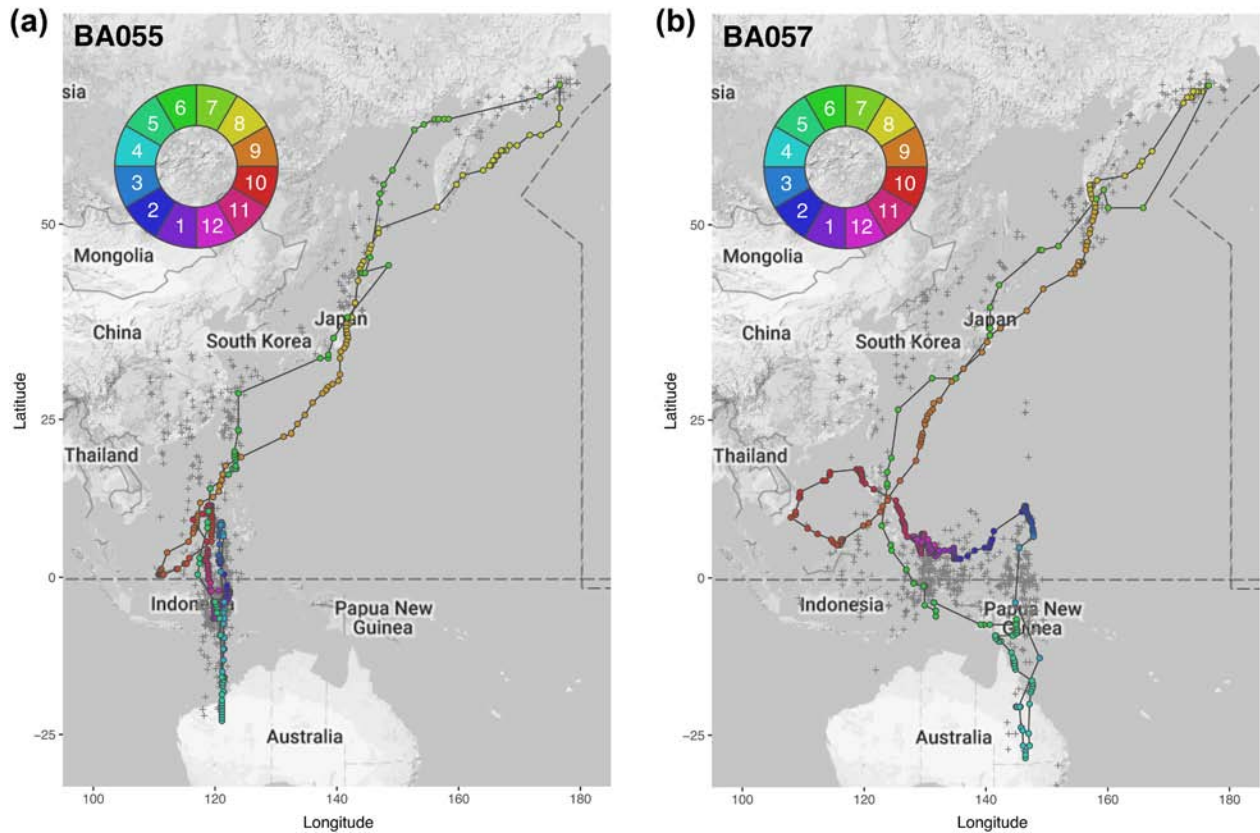 (a) BA055
sia
6 7
5 8
4 9
3 10
2 11
1 12
50
Mongolia
China
Japan
South Korea
Latitude
25
Thailand
0
Indonesia
Papua New
Guinea
−25
Australia
100 120 140 160 180
Longitude
(b) BA057
sia
6 7
5 8
4 9
3 10
2 11
1 12
50
Mongolia
China
Japan
South Korea
Latitude
25
Thailand
0
Indonesia
Papua New
Guinea
−25
Australia
100 120 140 160 180
Longitude